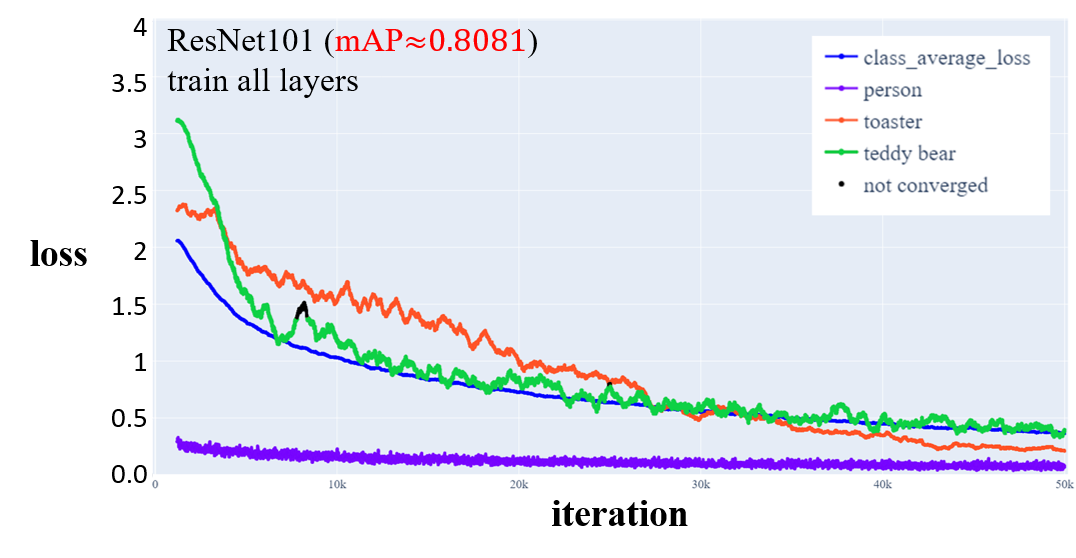 ResNet101 (mAP≈0.8081)
train all layers
class_average_loss
person
toaster
teddy bear
not converged
4
3.5
3
2.5
2
1.5
1
0.5
0.0
loss
0
10k
20k
30k
40k
50k
iteration